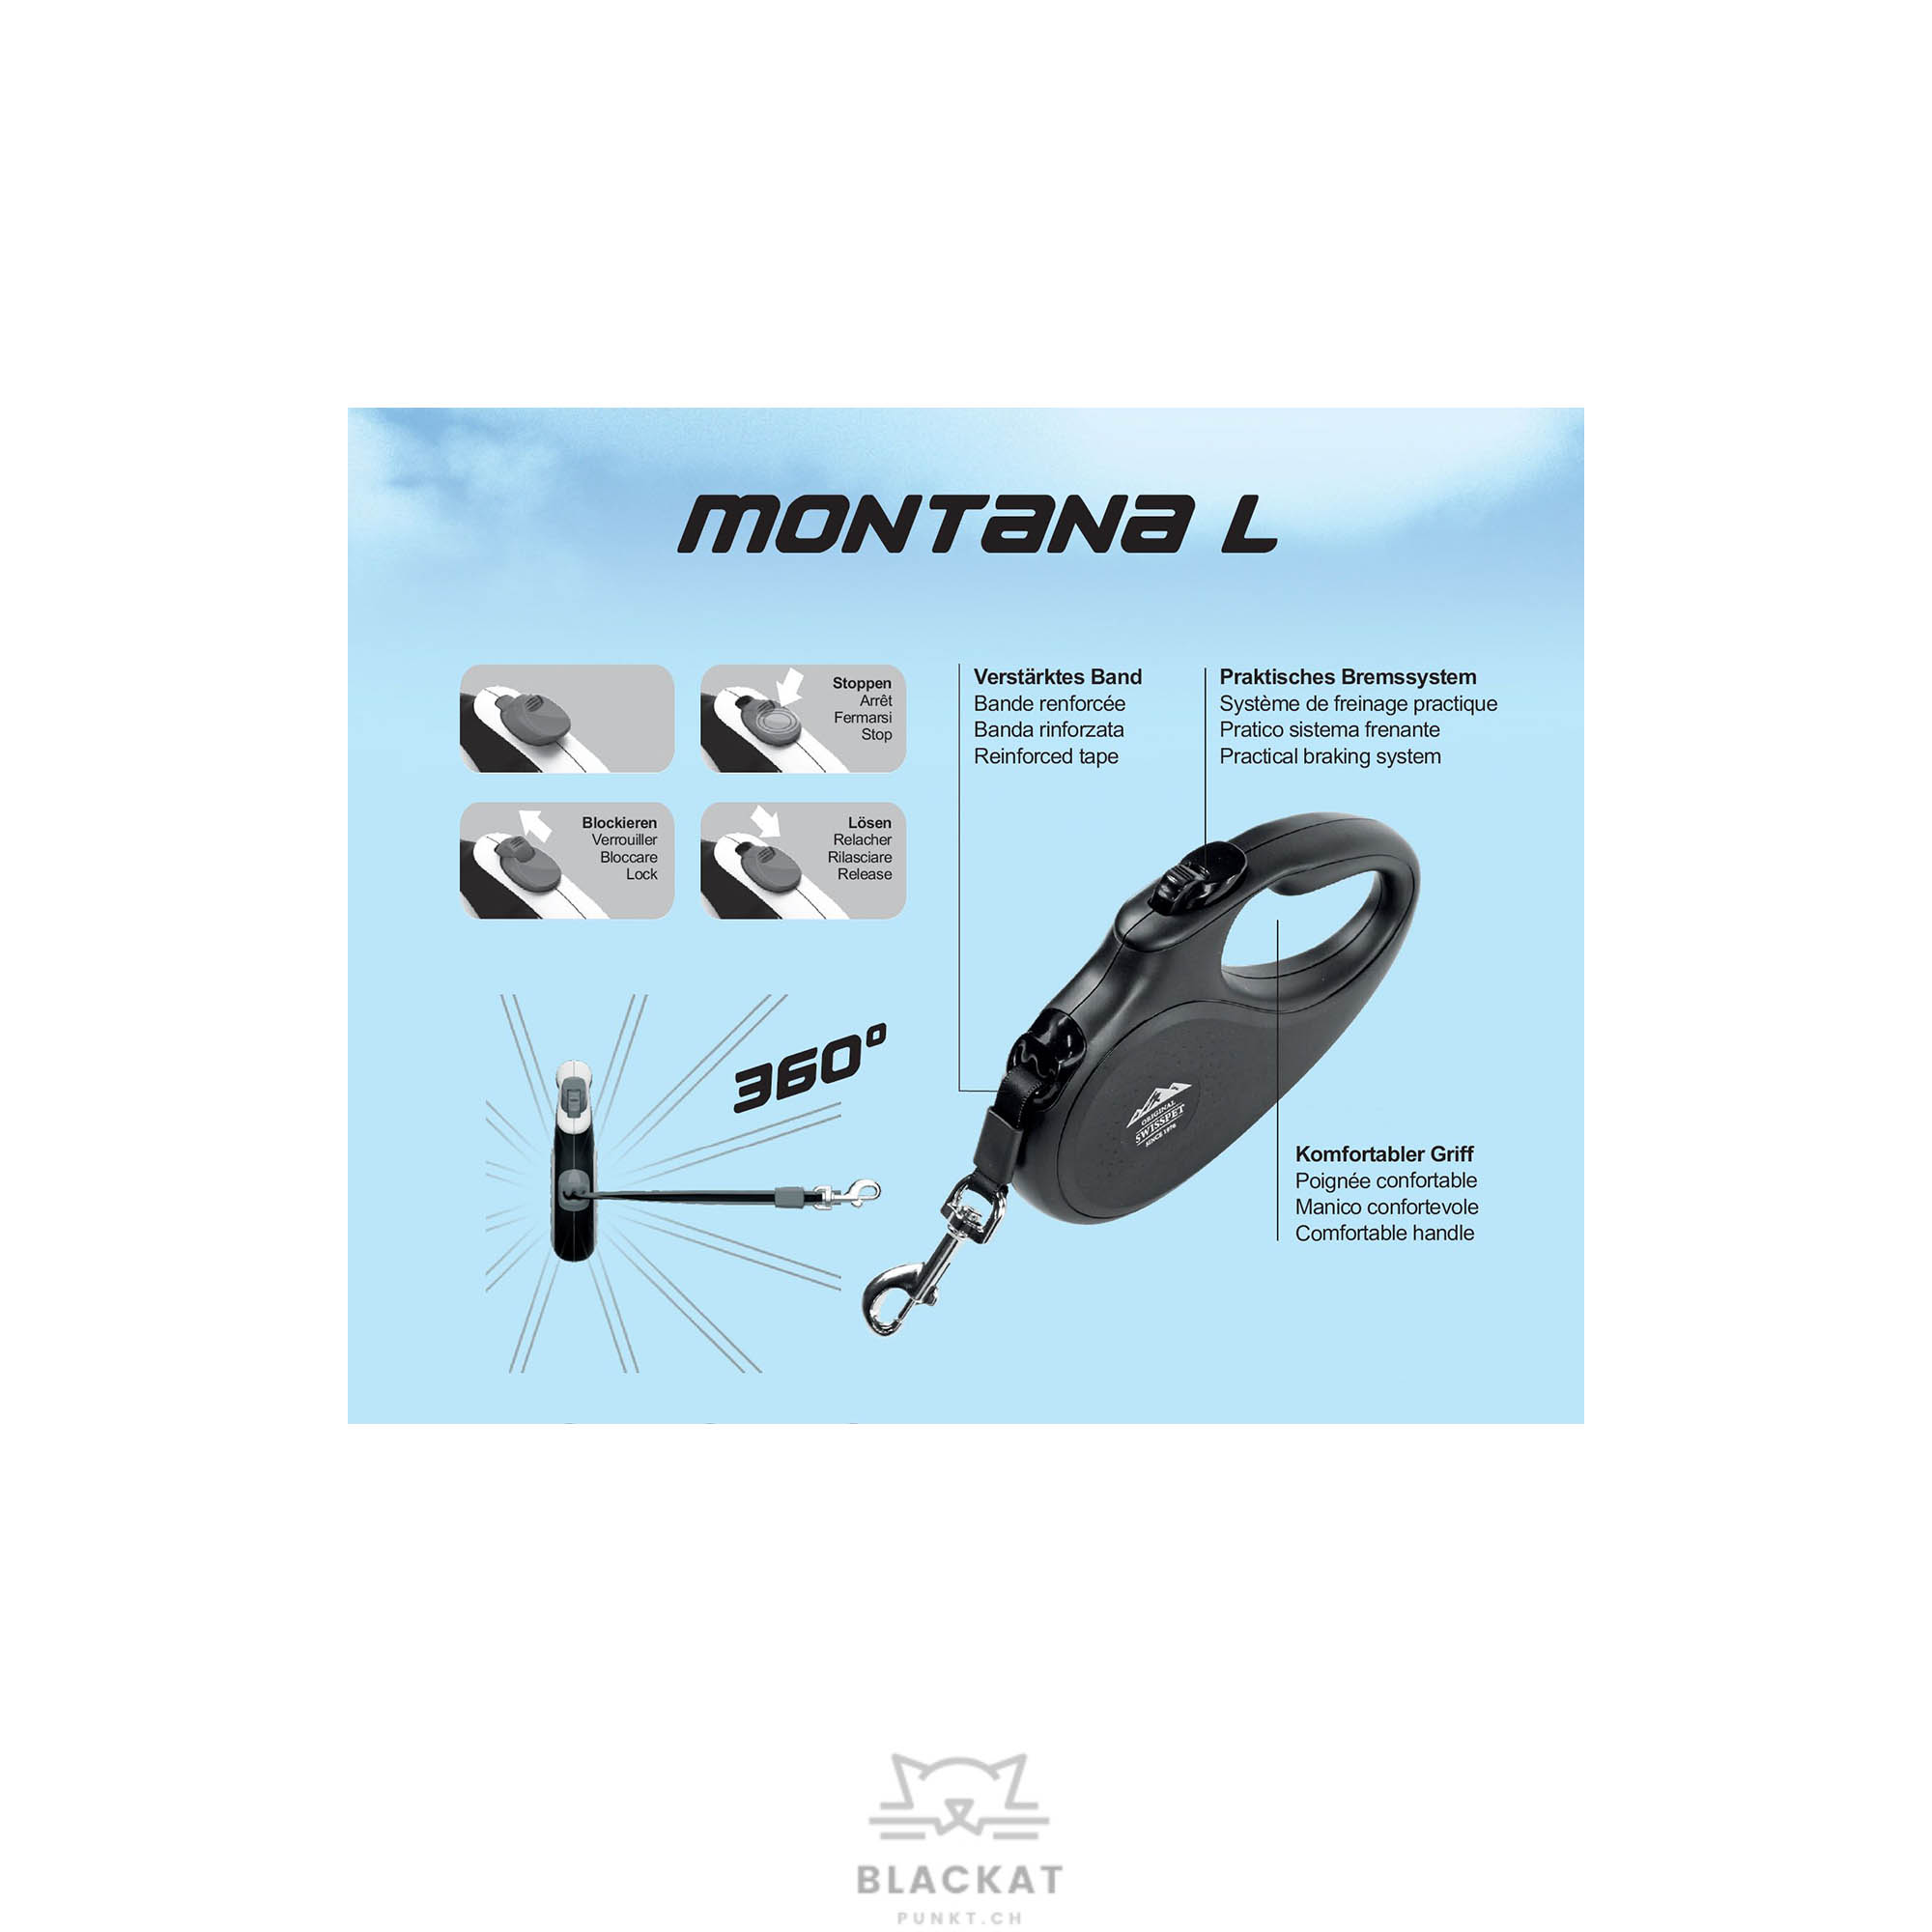 MONTANA L
Stoppen
Arrêt
Fermarsi
Stop
Blockieren
Verrouiller
Bloccare
Lock
Lösen
Relacher
Rilasciare
Release
Verstärktes Band
Bande renforcée
Banda rinforzata
Reinforced tape
Praktisches Bremssystem
Système de freinage practique
Pratico sistema frenante
Practical braking system
360°
ORIGINAL
SWISSPET
SINCE 1976
Komfortabler Griff
Poignée confortable
Manico confortevole
Comfortable handle
BLACKAT
PUNKT.CH